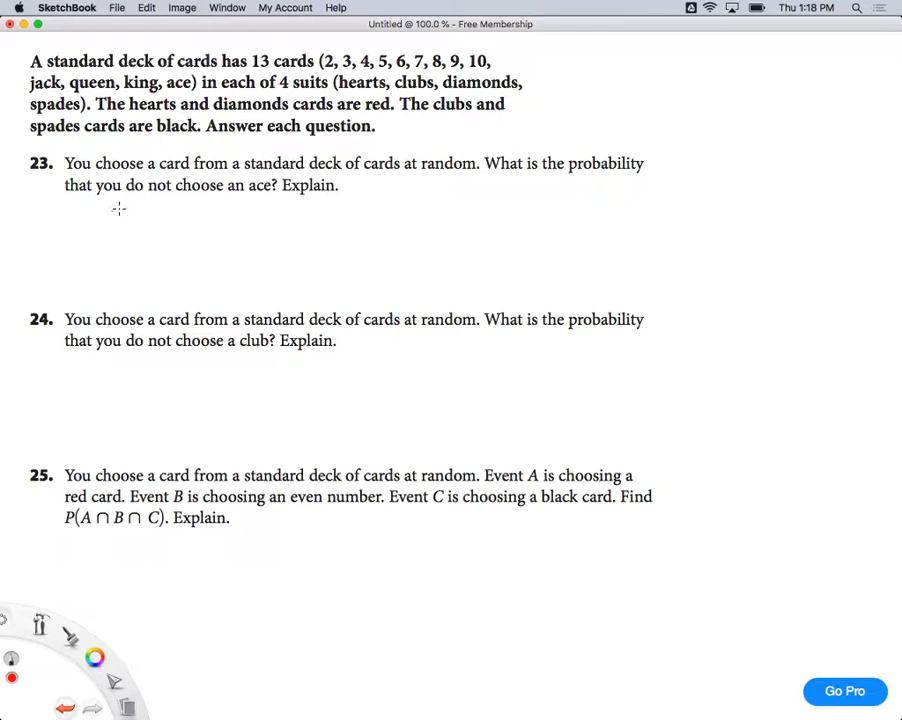 SketchBook File Edit Image Window My Account Help Thu 1:18 PM
Untitled @ 100.0 % - Free Membership
A standard deck of cards has 13 cards (2, 3, 4, 5, 6, 7, 8, 9, 10,
jack, queen, king, ace) in each of 4 suits (hearts, clubs, diamonds,
spades). The hearts and diamonds cards are red. The clubs and
spades cards are black. Answer each question.
23. You choose a card from a standard deck of cards at random. What is the probability
that you do not choose an ace? Explain.
24. You choose a card from a standard deck of cards at random. What is the probability
that you do not choose a club? Explain.
25. You choose a card from a standard deck of cards at random. Event A is choosing a
red card. Event B is choosing an even number. Event C is choosing a black card. Find
P(A ∩ B ∩ C). Explain.
Go Pro